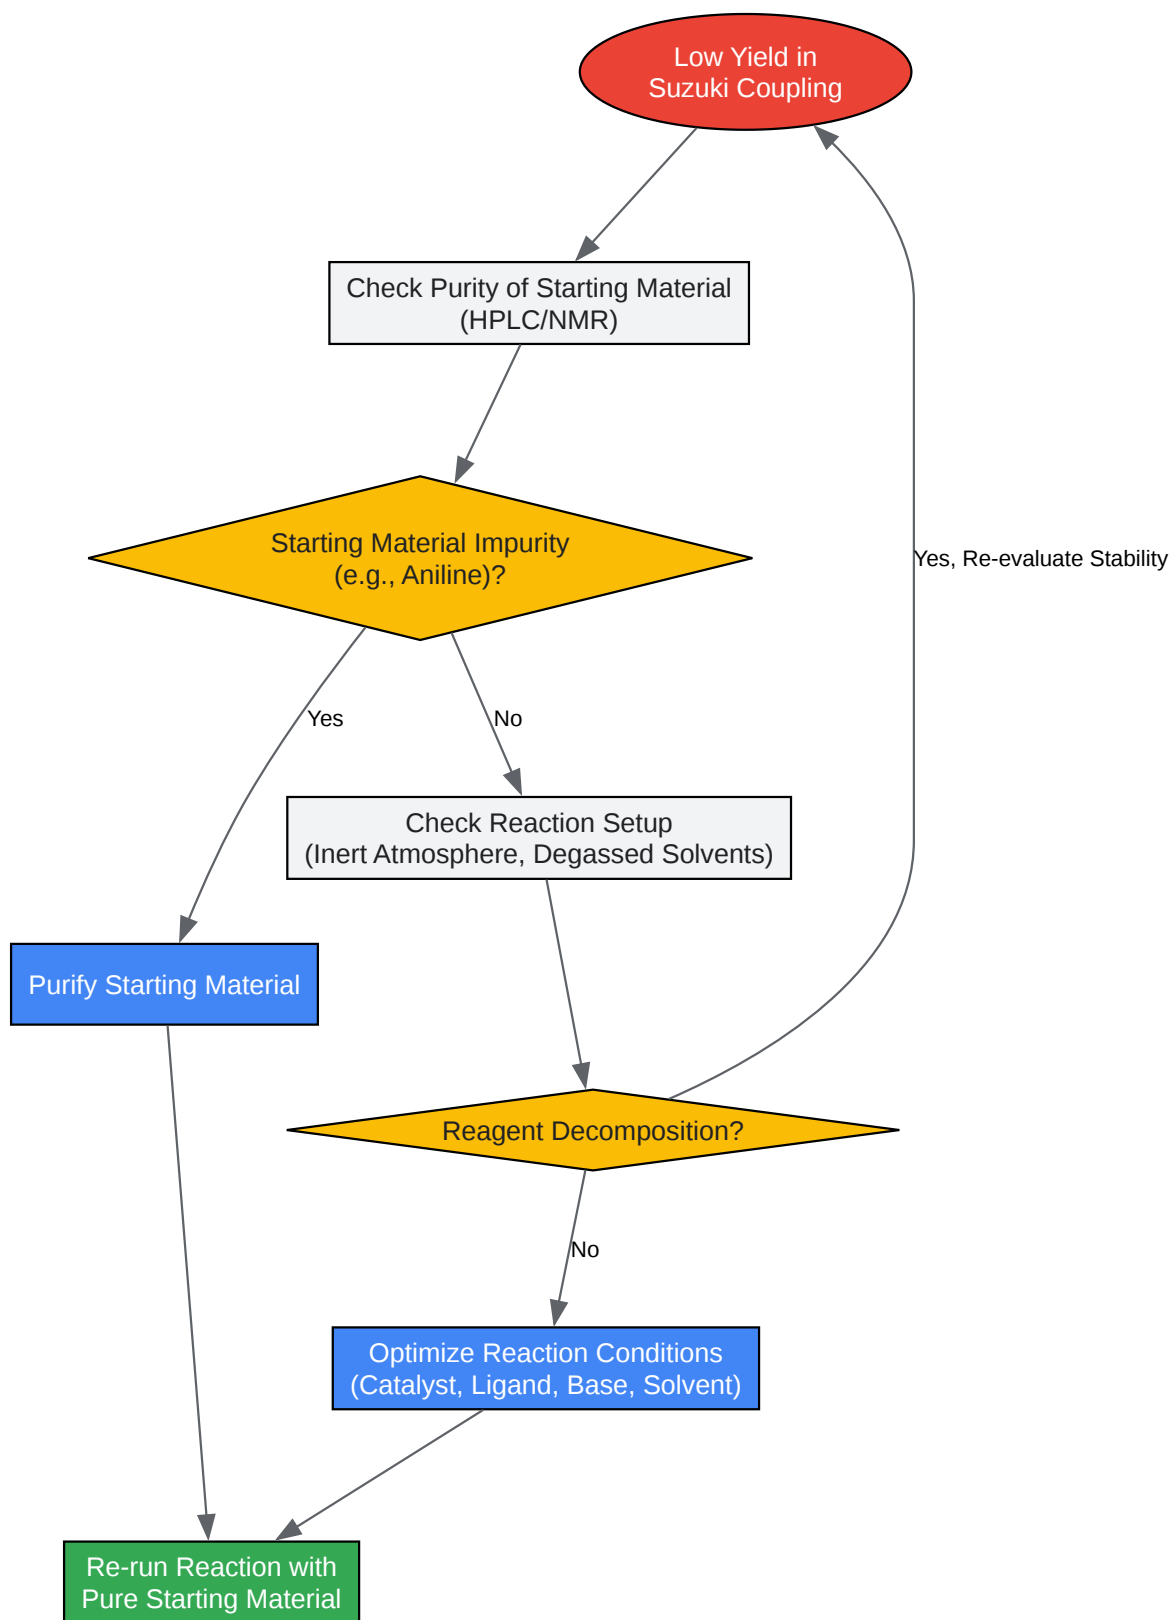 Low Yield in
Suzuki Coupling
Check Purity of Starting Material
(HPLC/NMR)
Starting Material Impurity
(e.g., Aniline)?
Yes, Re-evaluate Stability
Yes
No
Check Reaction Setup
(Inert Atmosphere, Degassed Solvents)
Purify Starting Material
Reagent Decomposition?
No
Optimize Reaction Conditions
(Catalyst, Ligand, Base, Solvent)
Re-run Reaction with
Pure Starting Material